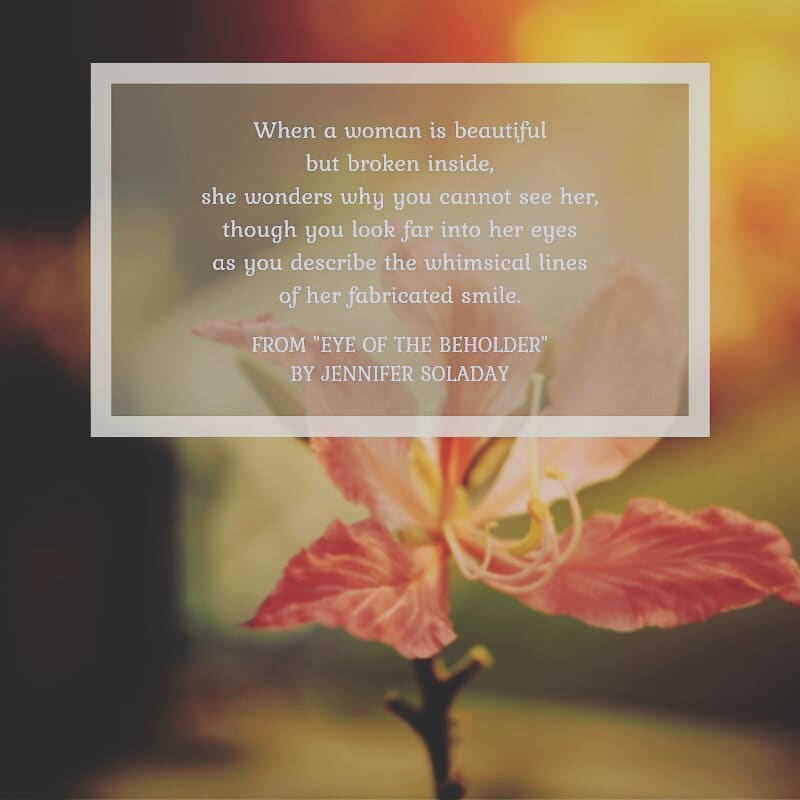 When a woman is beautiful
but broken inside,
she wonders why you cannot see her,
though you look far into her eyes
as you describe the whimsical lines
of her fabricated smile.
FROM "EYE OF THE BEHOLDER"
BY JENNIFER SOLADAY